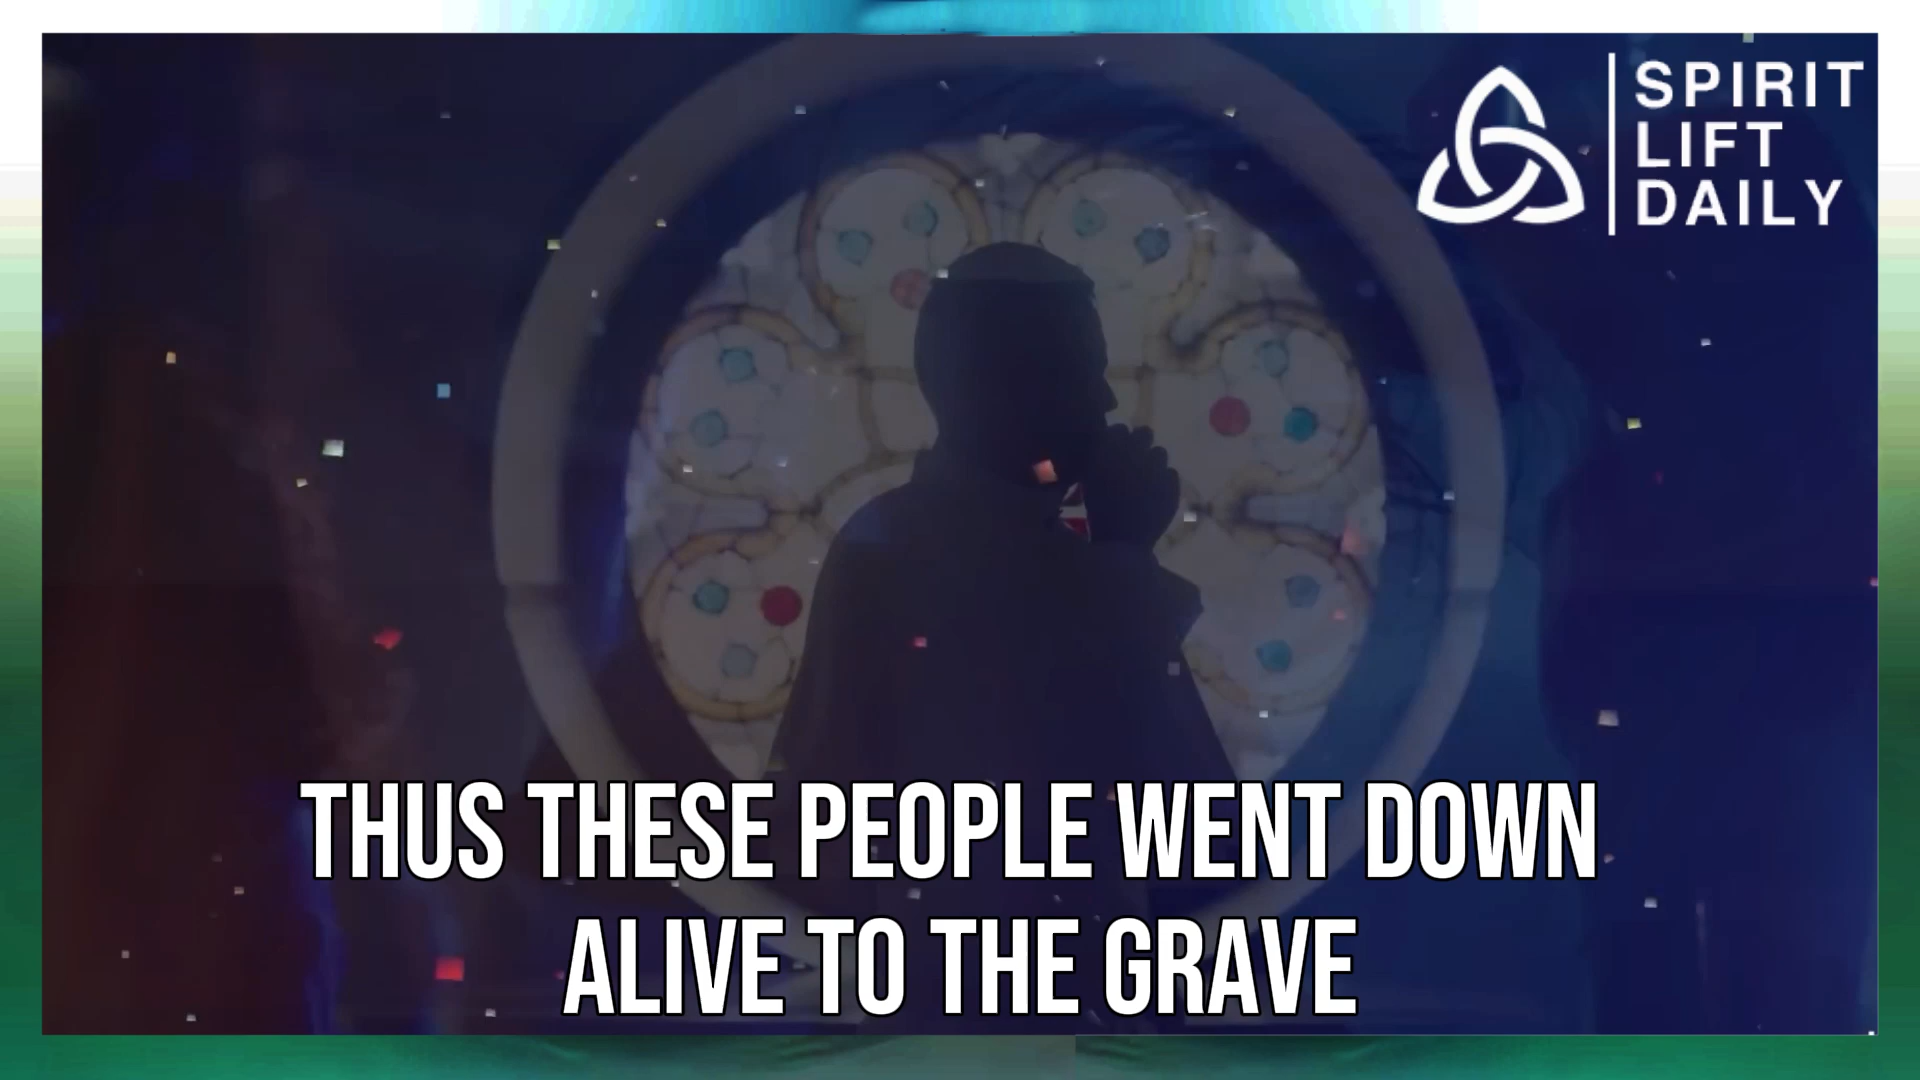 SPIRIT
LIFT
DAILY
THUS THESE PEOPLE WENT DOWN
ALIVE TO THE GRAVE